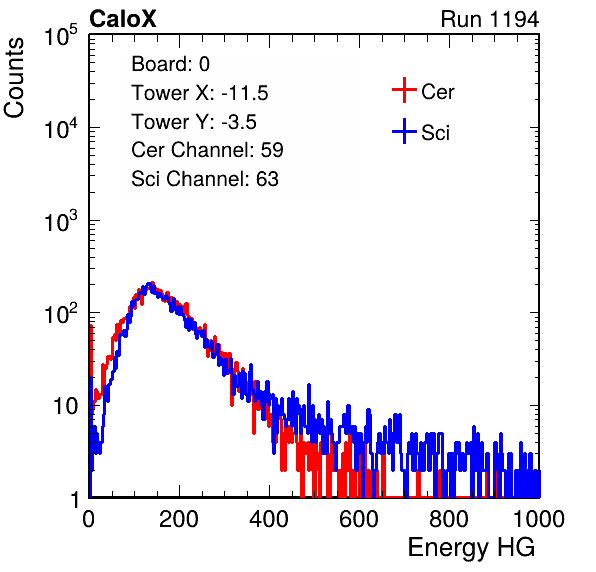 CaloX Run 1194
Counts
10^5
10^4
10^3
10^2
10
1
Board: 0
Tower X: -11.5
Tower Y: -3.5
Cer Channel: 59
Sci Channel: 63
Cer
Sci
0 200 400 600 800 1000
Energy HG